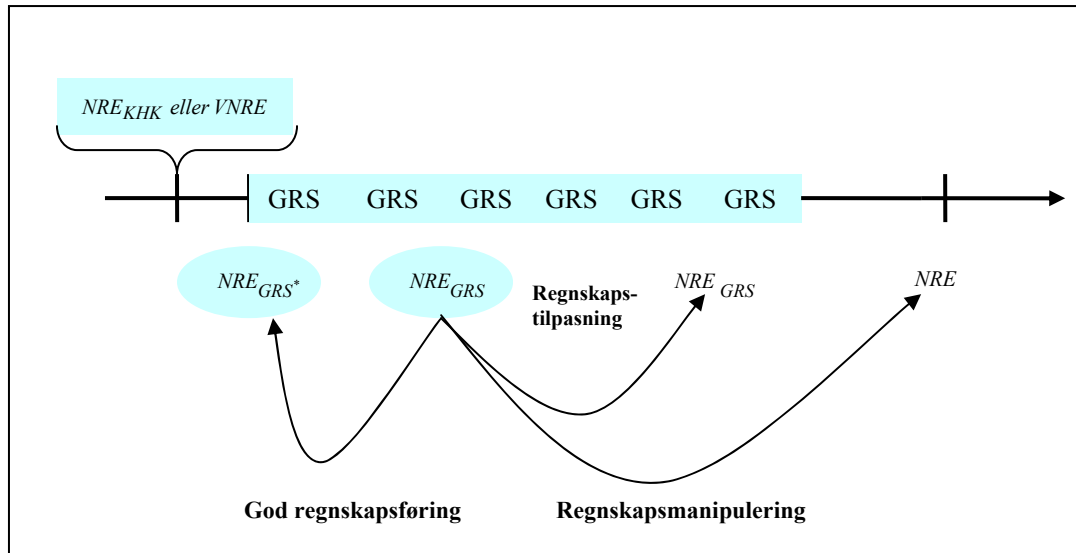 NRE_KHK eller VNRE
GRS GRS GRS GRS GRS GRS
NRE_GRS* NRE_GRS Regnskaps- NRE_GRS NRE
tilpasning
God regnskapsføring Regnskapsmanipulering